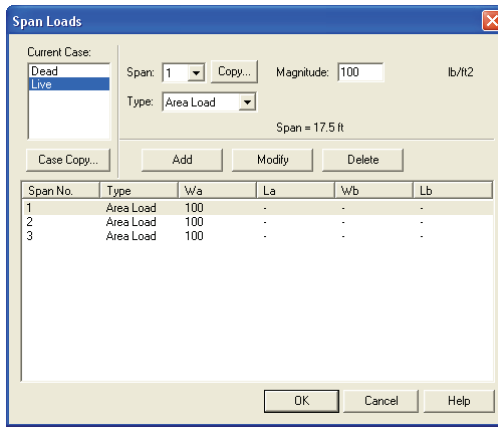 Span Loads
Current Case:
Dead
Live
Span: 1 Copy... Magnitude: 100 lb/ft2
Type: Area Load
Span = 17.5 ft
Case Copy... Add Modify Delete
Span No. Type Wa La Wb Lb
1 Area Load 100 - - -
2 Area Load 100 - - -
3 Area Load 100 - - -
OK Cancel Help